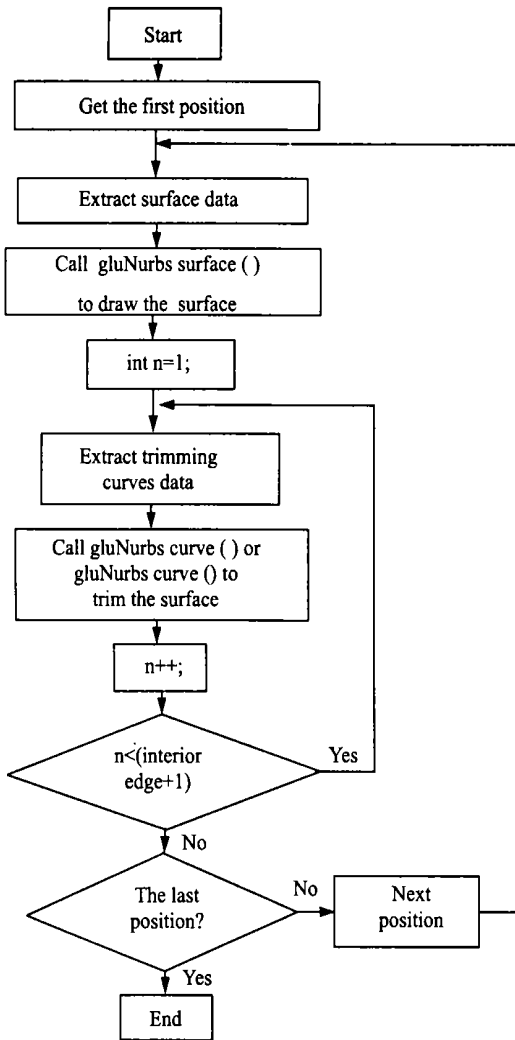 Start
Get the first position
Extract surface data
Call gluNurbs surface ( )
to draw the surface
int n=1;
Extract trimming
curves data
Call gluNurbs curve ( ) or
gluNurbs curve () to
trim the surface
n++;
n<(interior
edge+1)
Yes
No
The last
position?
No
Next
position
Yes
End